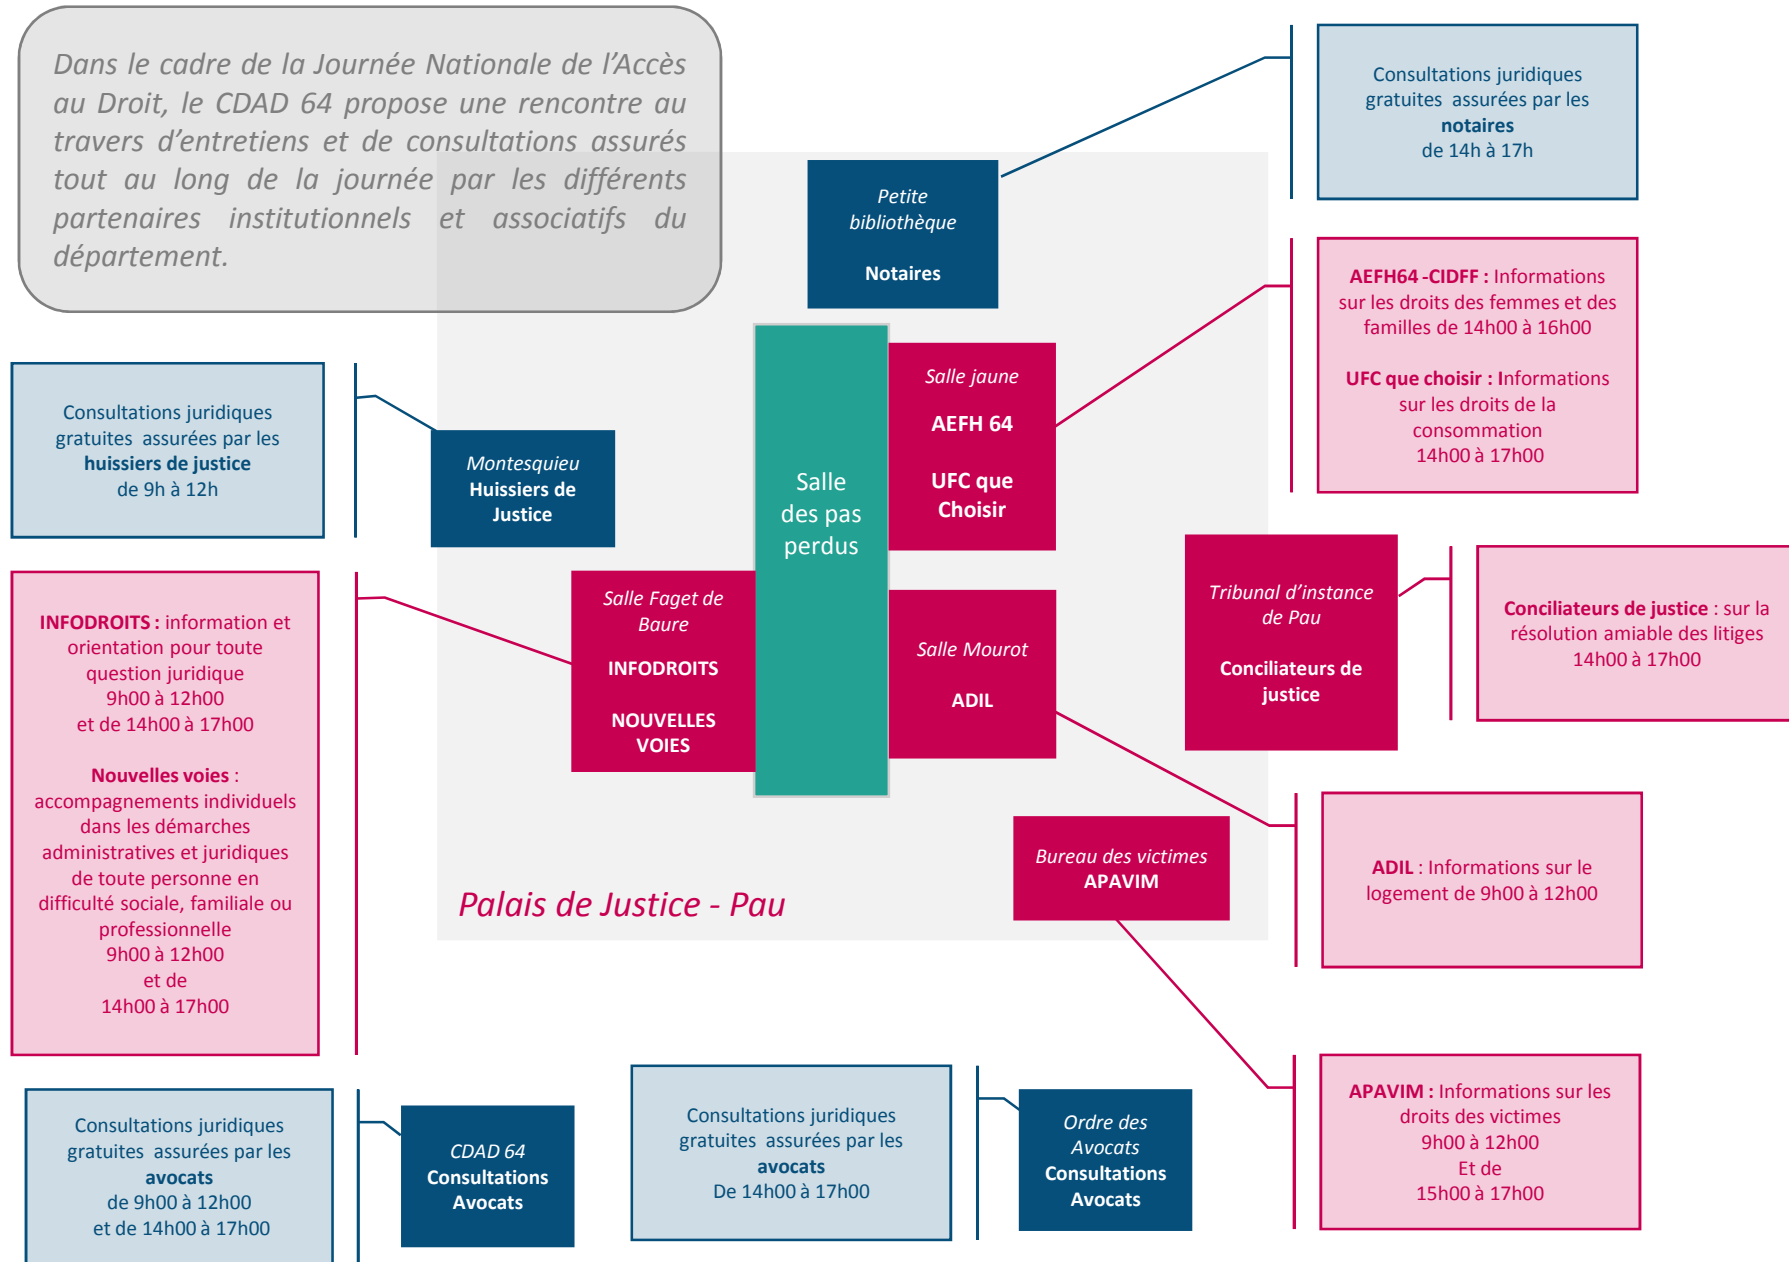 Dans le cadre de la Journée Nationale de l'Accès
au Droit, le CDAD 64 propose une rencontre au
travers d'entretiens et de consultations assurés
tout au long de la journée par les différents
partenaires institutionnels et associatifs du
département.
Consultations juridiques
gratuites assurées par les
notaires
de 14h à 17h
Petite
bibliothèque
Notaires
AEFH64 -CIDFF : Informations
sur les droits des femmes et des
familles de 14h00 à 16h00
UFC que choisir : Informations
sur les droits de la
consommation
14h00 à 17h00
Salle jaune
AEFH 64
UFC que
Choisir
Consultations juridiques
gratuites assurées par les
huissiers de justice
de 9h à 12h
Montesquieu
Huissiers de
Justice
Salle
des pas
perdus
Tribunal d'instance
de Pau
Conciliateurs de
justice
Conciliateurs de justice : sur la
résolution amiable des litiges
14h00 à 17h00
INFODROITS : information et
orientation pour toute
question juridique
9h00 à 12h00
et de 14h00 à 17h00
Nouvelles voies :
accompagnements individuels
dans les démarches
administratives et juridiques
de toute personne en
difficulté sociale, familiale ou
professionnelle
9h00 à 12h00
et de
14h00 à 17h00
Salle Faget de
Baure
INFODROITS
NOUVELLES
VOIES
Salle Mourot
ADIL
Bureau des victimes
APAVIM
ADIL : Informations sur le
logement de 9h00 à 12h00
Palais de Justice - Pau
Consultations juridiques
gratuites assurées par les
avocats
de 9h00 à 12h00
et de 14h00 à 17h00
CDAD 64
Consultations
Avocats
Consultations juridiques
gratuites assurées par les
avocats
De 14h00 à 17h00
Ordre des
Avocats
Consultations
Avocats
APAVIM : Informations sur les
droits des victimes
9h00 à 12h00
Et de
15h00 à 17h00